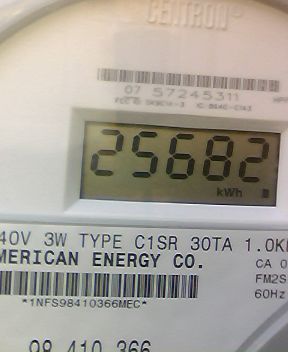 CENTRON®
07 57245311
25682
kWh
40V 3W TYPE C1SR 30TA 1.0K
MERICAN ENERGY CO.
CA 0
FM2S
60Hz
*1NFS98410366MEC*
98 410 366